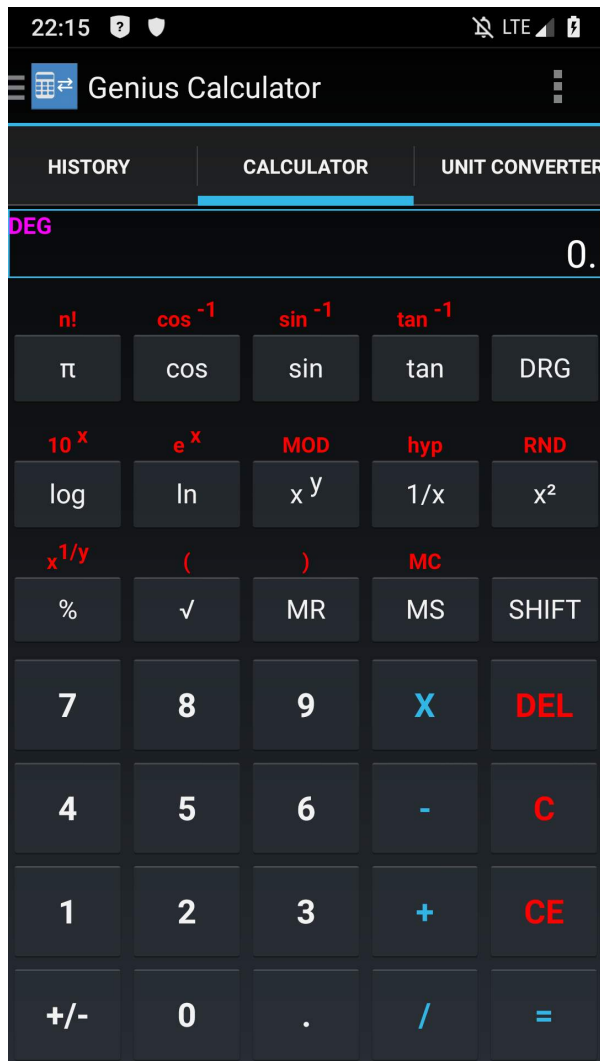 22:15 LTE
Genius Calculator
HISTORY CALCULATOR UNIT CONVERTER
DEG
0.
n! cos -1 sin -1 tan -1
π cos sin tan DRG
10 x e x MOD hyp RND
log ln x y 1/x x²
x 1/y ( ) MC
% √ MR MS SHIFT
7 8 9 X DEL
4 5 6 - C
1 2 3 + CE
+/- 0 . / =